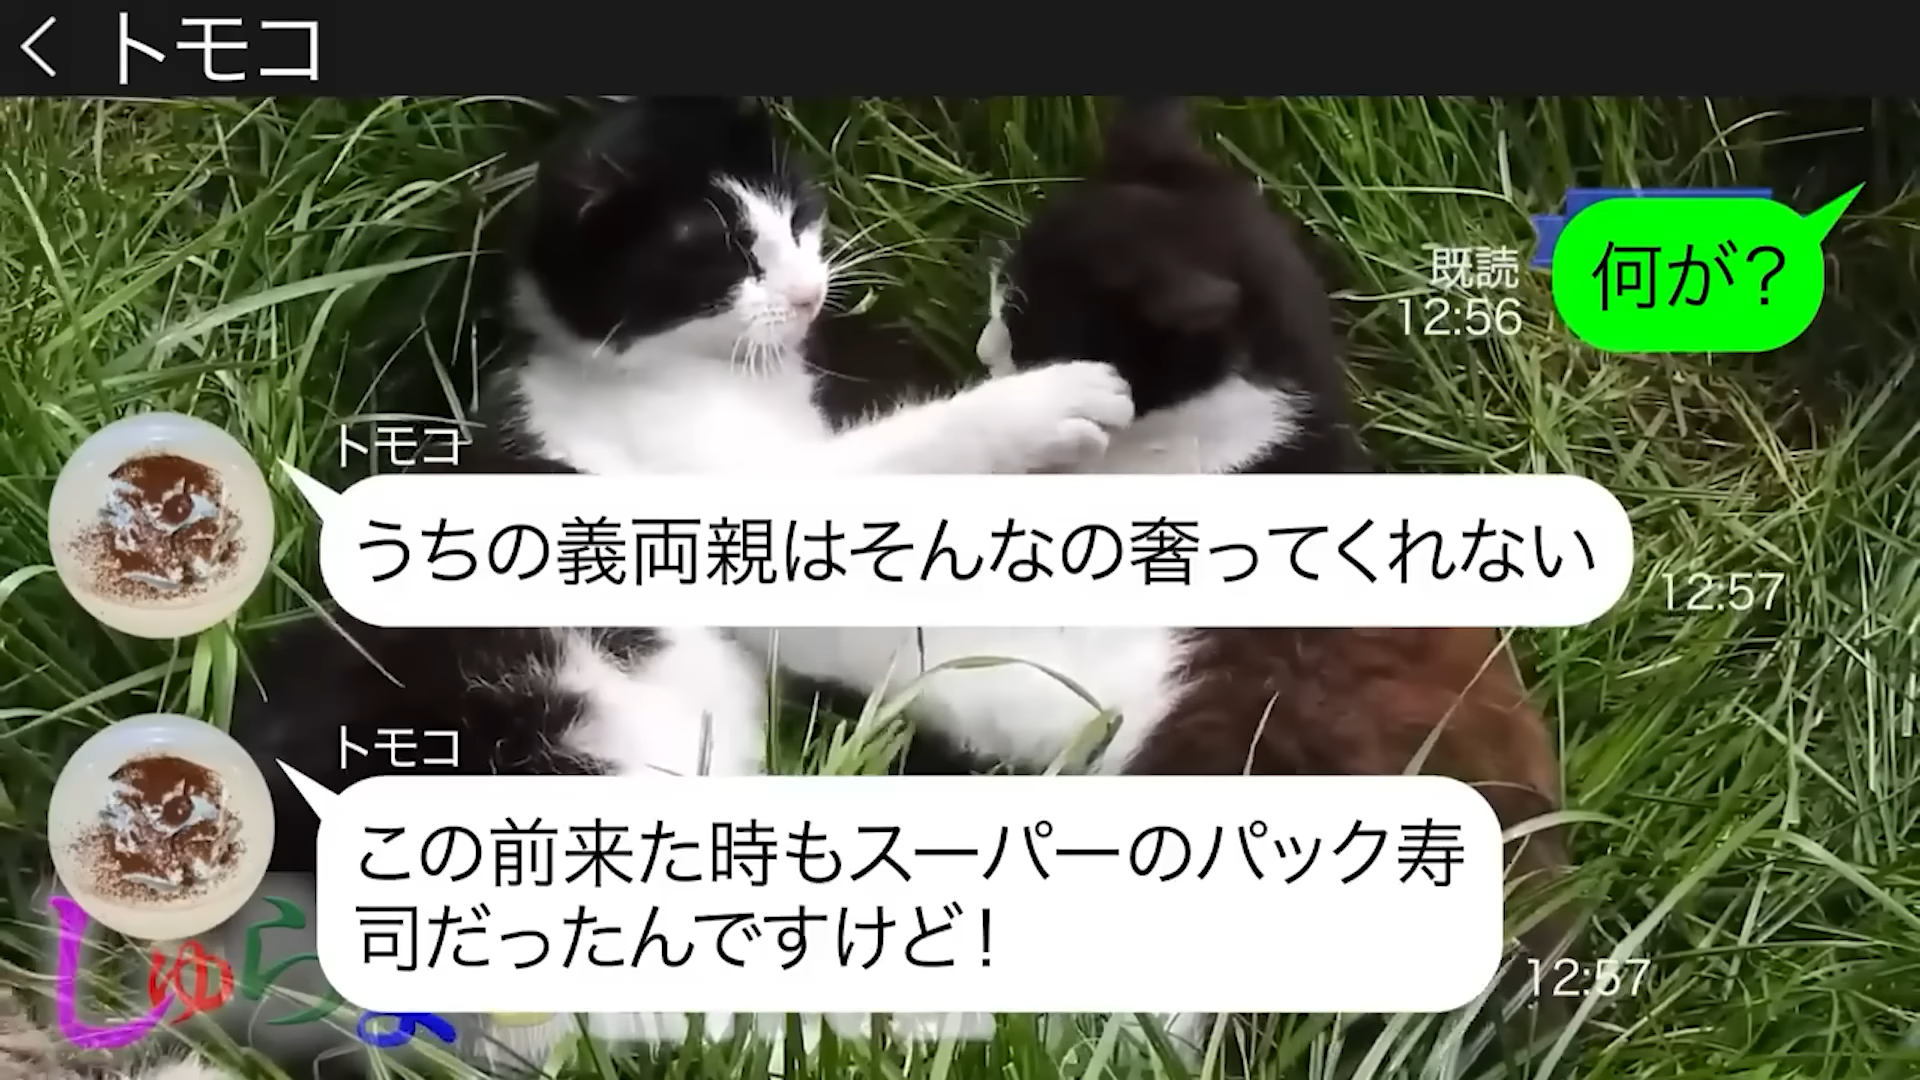 トモコ
何が?
既読
12:56
トモコ
うちの義両親はそんなの奢ってくれない
12:57
トモコ
この前来た時もスーパーのパック寿
司だったんですけど!
12:57
しゅら